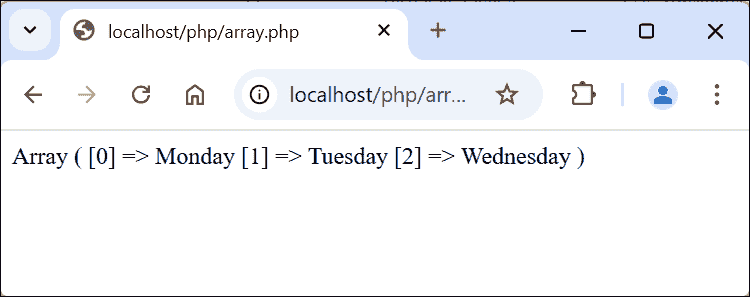 localhost/php/array.php
localhost/php/arr...
Array ( [0] => Monday [1] => Tuesday [2] => Wednesday )